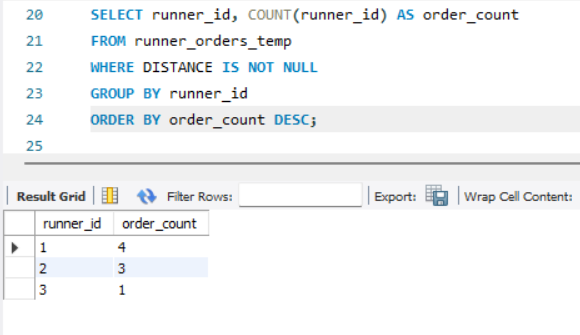 20 SELECT runner_id, COUNT(runner_id) AS order_count
21 FROM runner_orders_temp
22 WHERE DISTANCE IS NOT NULL
23 GROUP BY runner_id
24 ORDER BY order_count DESC;
25
Result Grid Filter Rows: Export: Wrap Cell Content:
runner_id order_count
1 4
2 3
3 1